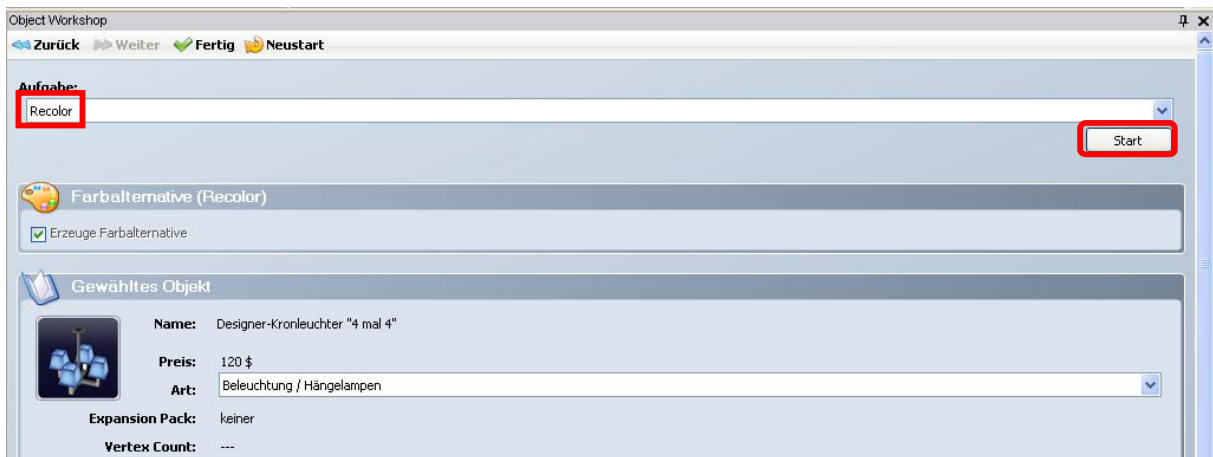 Object Workshop
Zurück Weiter Fertig Neustart
Aufgabe:
Recolor
Start
Farbalternative (Recolor)
Erzeuge Farbalternative
Gewähltes Objekt
Name: Designer-Kronleuchter "4 mal 4"
Preis: 120 $
Art: Beleuchtung / Hängelampen
Expansion Pack: keiner
Vertex Count: ---